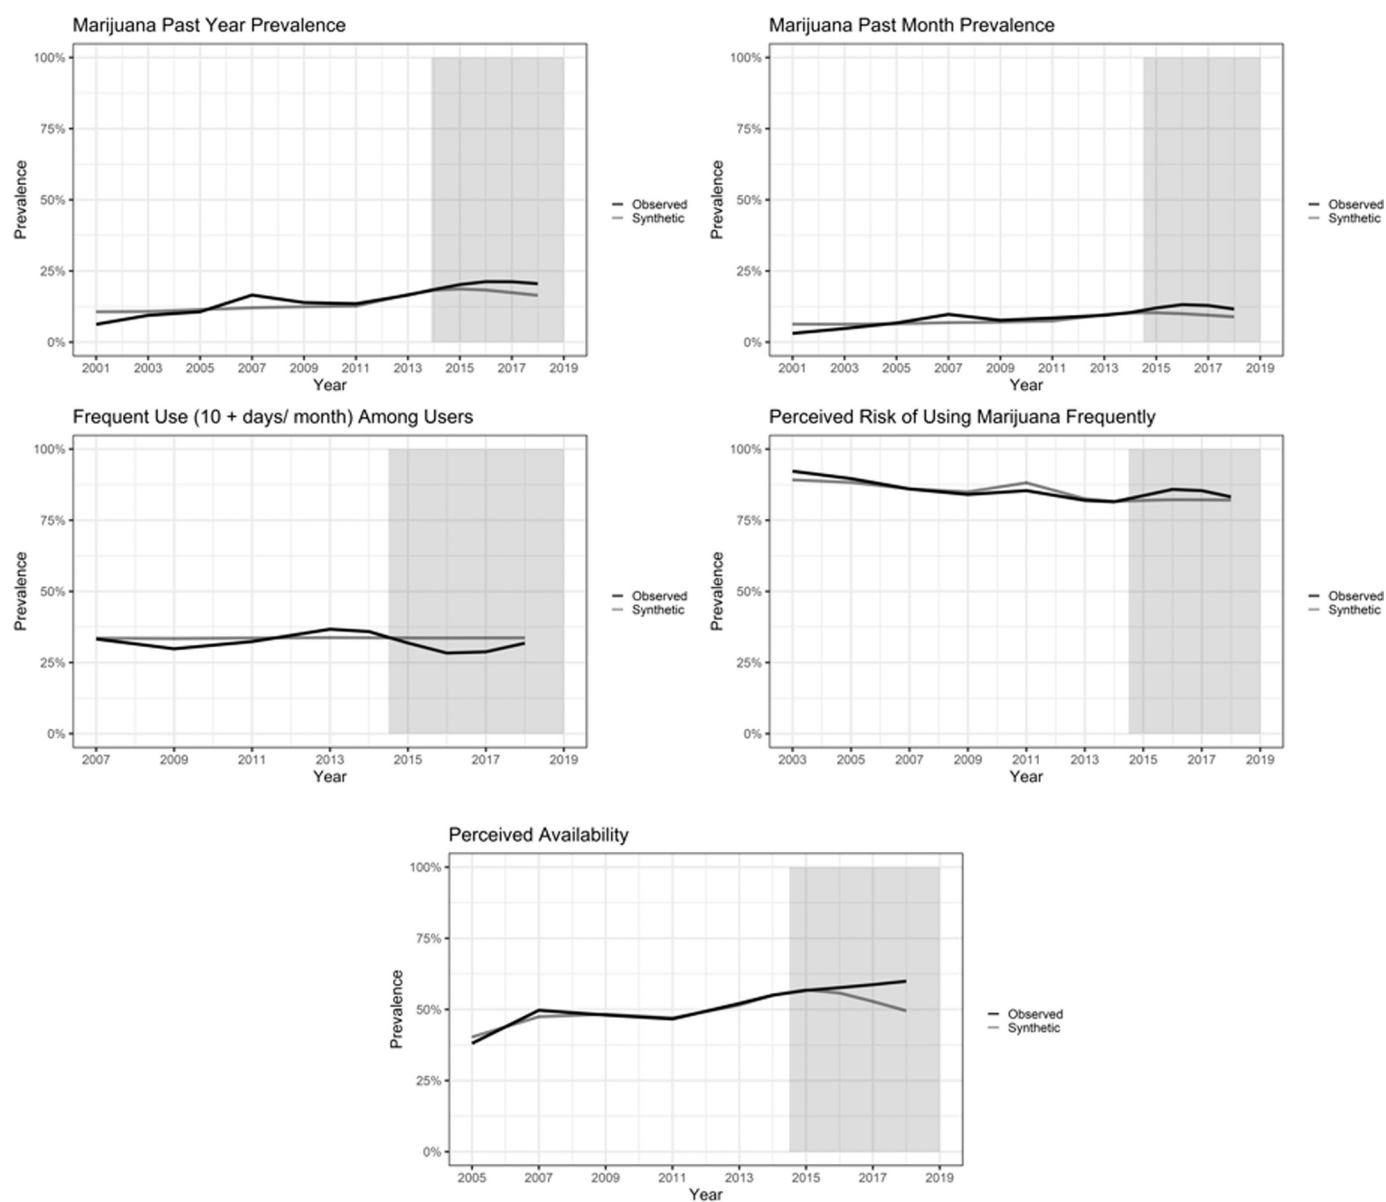 Marijuana Past Year Prevalence
100%
75%
50%
25%
0%
Prevalence
2001 2003 2005 2007 2009 2011 2013 2015 2017 2019
Year
Observed
Synthetic
Marijuana Past Month Prevalence
100%
75%
50%
25%
0%
Prevalence
2001 2003 2005 2007 2009 2011 2013 2015 2017 2019
Year
Observed
Synthetic
Frequent Use (10 + days/ month) Among Users
100%
75%
50%
25%
0%
Prevalence
2007 2009 2011 2013 2015 2017 2019
Year
Observed
Synthetic
Perceived Risk of Using Marijuana Frequently
100%
75%
50%
25%
0%
Prevalence
2003 2005 2007 2009 2011 2013 2015 2017 2019
Year
Observed
Synthetic
Perceived Availability
100%
75%
50%
25%
0%
Prevalence
2005 2007 2009 2011 2013 2015 2017 2019
Year
Observed
Synthetic